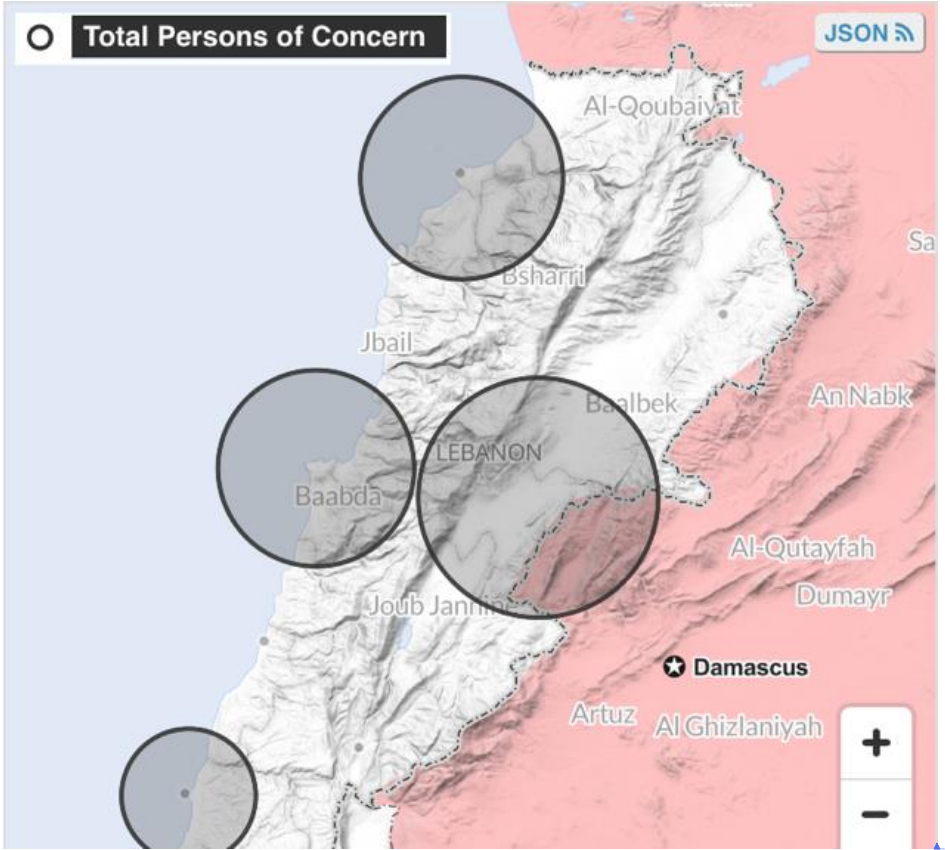 Total Persons of Concern
JSON
Al-Qoubaiyat
Sa
Bsharri
Jbail
An Nabk
Baalbek
LEBANON
Baabda
Al-Qutayfah
Dumayr
Joub Jannine
Damascus
Artuz
Al Ghizlaniyah
+
−